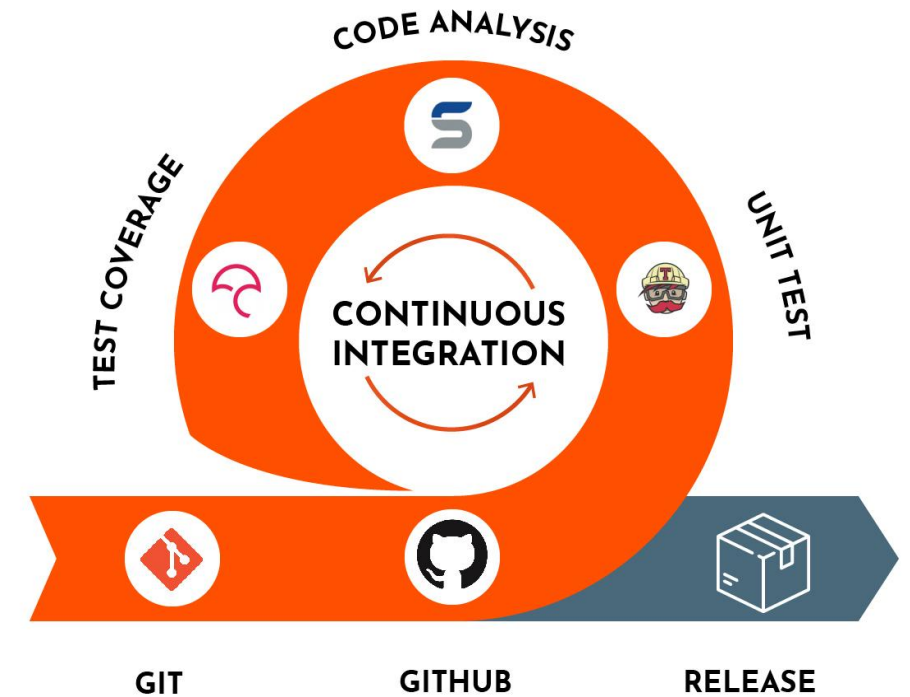 CODE ANALYSIS
TEST COVERAGE
UNIT TEST
T
CONTINUOUS
INTEGRATION
GIT
GITHUB
RELEASE